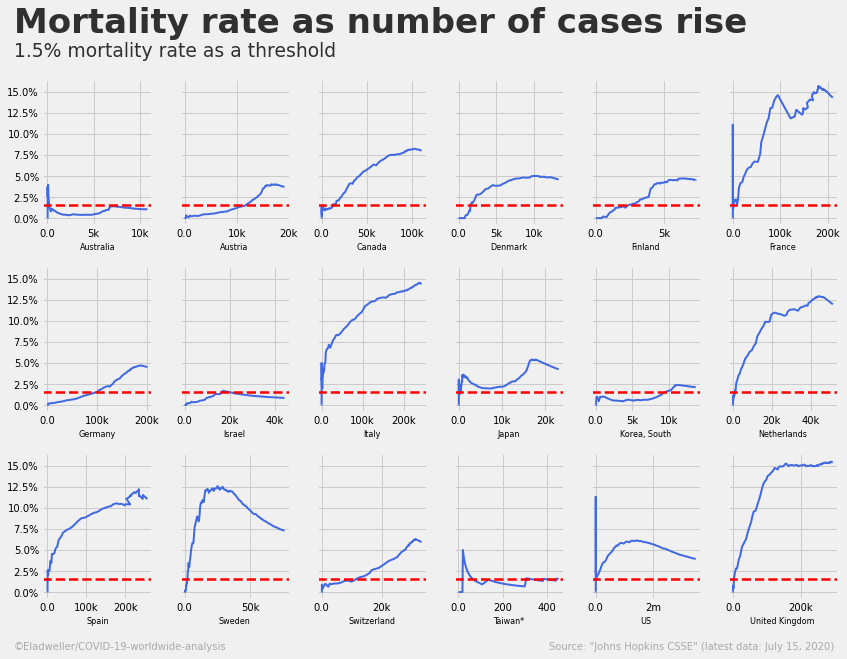 Mortality rate as number of cases rise
1.5% mortality rate as a threshold
15.0%
12.5%
10.0%
7.5%
5.0%
2.5%
0.0%
0.0 5k 10k 0.0 10k 20k 0.0 50k 100k 0.0 5k 10k 0.0 5k 0.0 100k 200k
Australia Austria Canada Denmark Finland France
15.0%
12.5%
10.0%
7.5%
5.0%
2.5%
0.0%
0.0 100k 200k 0.0 20k 40k 0.0 100k 200k 0.0 10k 20k 0.0 5k 10k 0.0 20k 40k
Germany Israel Italy Japan Korea, South Netherlands
15.0%
12.5%
10.0%
7.5%
5.0%
2.5%
0.0%
0.0 100k 200k 0.0 50k 0.0 20k 0.0 200 400 0.0 2m 0.0 200k
Spain Sweden Switzerland Taiwan* US United Kingdom
©Eladweller/COVID-19-worldwide-analysis Source: "Johns Hopkins CSSE" (latest data: July 15, 2020)